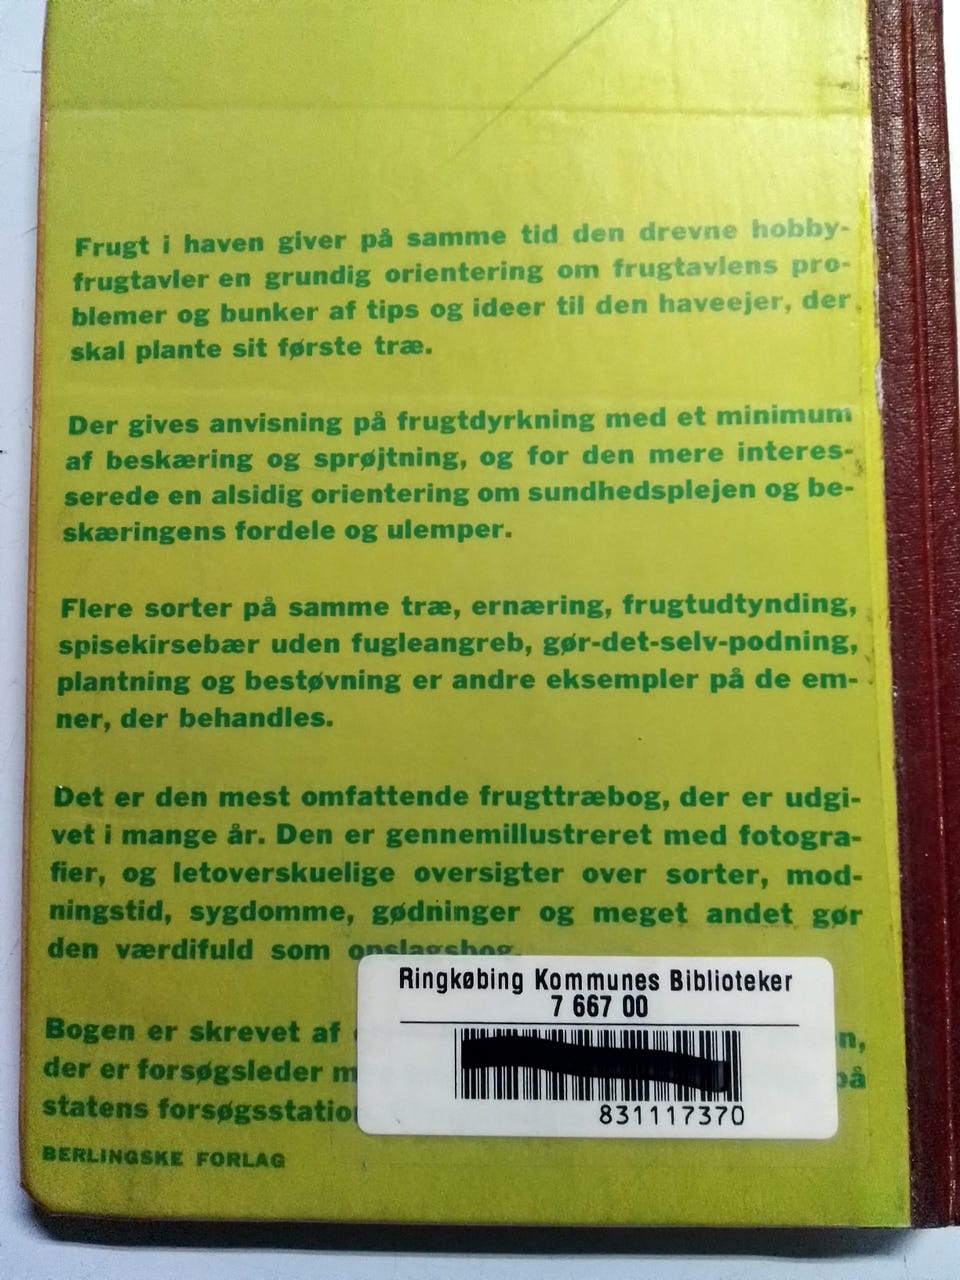 Frugt i haven giver på samme tid den drevne hobby-
frugtavler en grundig orientering om frugtavlens pro-
blemer og bunker af tips og ideer til den haveejer, der
skal plante sit første træ.
Der gives anvisning på frugtdyrkning med et minimum
af beskæring og sprøjtning, og for den mere interes-
serede en alsidig orientering om sundhedsplejen og be-
skæringens fordele og ulemper.
Flere sorter på samme træ, ernæring, frugtudtynding,
spisekirsebær uden fugleangreb, gør-det-selv-podning,
plantning og bestøvning er andre eksempler på de em-
ner, der behandles.
Det er den mest omfattende frugttræbog, der er udgi-
vet i mange år. Den er gennemillustreret med fotogra-
fier, og letoverskuelige oversigter over sorter, mod-
ningstid, sygdomme, gødninger og meget andet gør
den værdifuld som opslagsbog.
Bogen er skrevet af
der er forsøgsleder
statens
BERLINGSKE FORLAG
Ringkøbing Kommunes Biblioteker
7 667 00
831117370